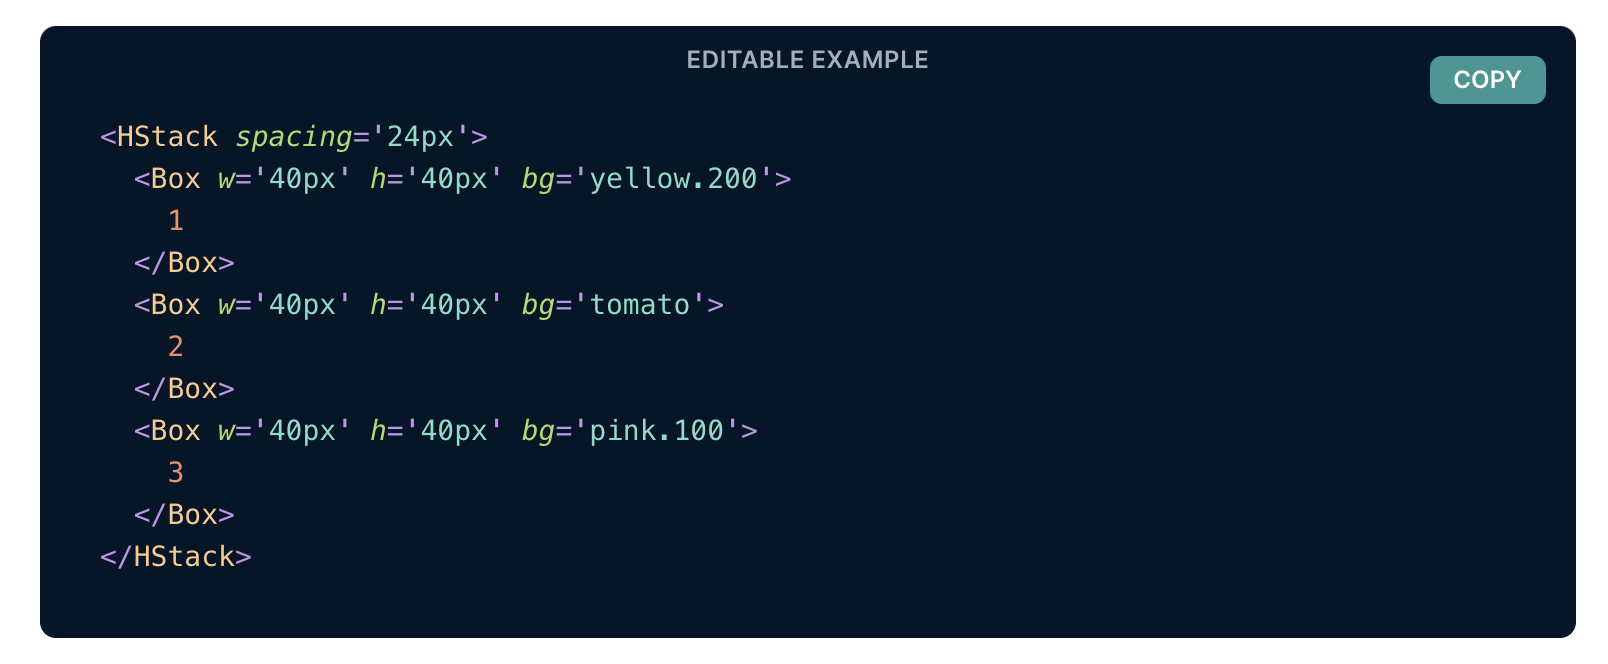 EDITABLE EXAMPLE
COPY
<HStack spacing='24px'>
  <Box w='40px' h='40px' bg='yellow.200'>
    1
  </Box>
  <Box w='40px' h='40px' bg='tomato'>
    2
  </Box>
  <Box w='40px' h='40px' bg='pink.100'>
    3
  </Box>
</HStack>